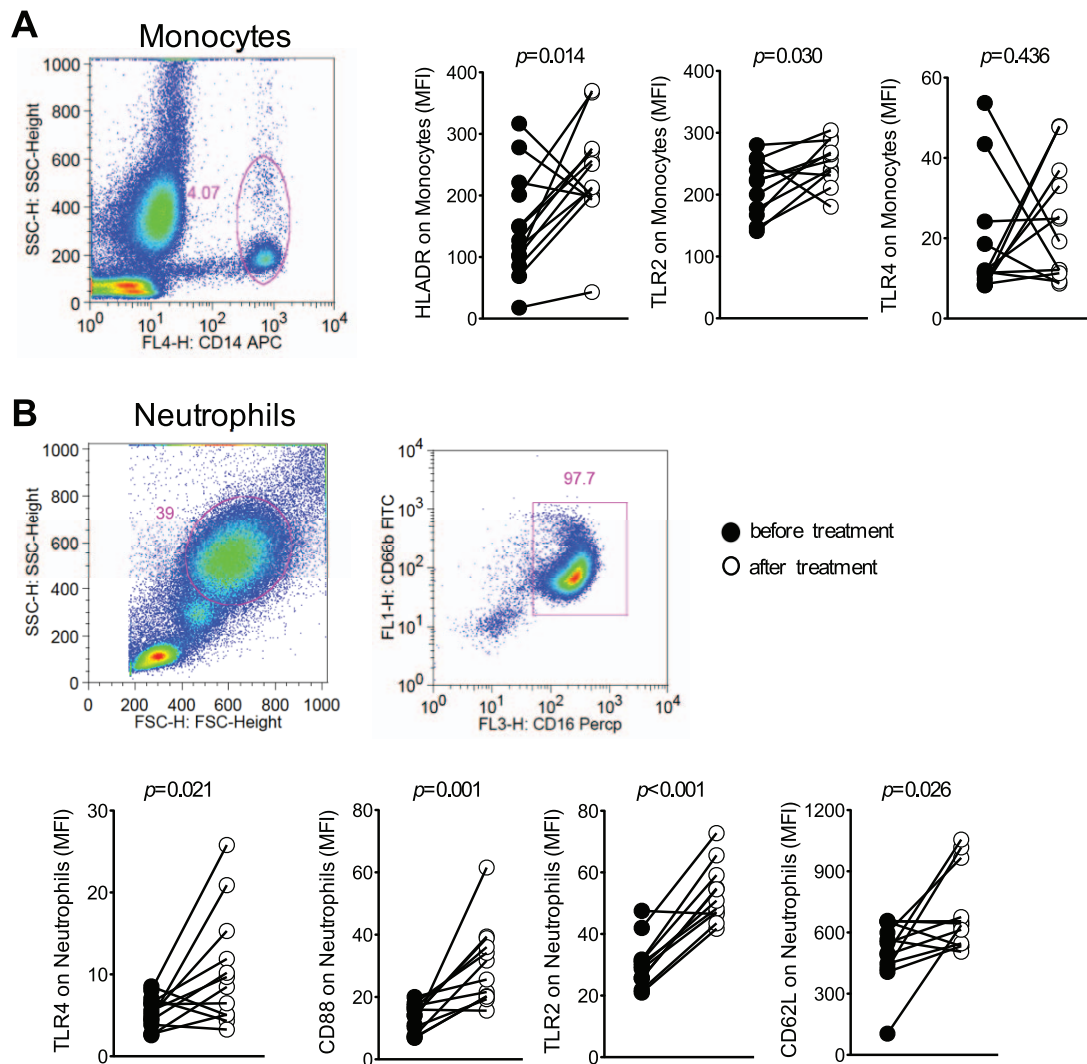 A
Monocytes
1000
800
600
400
200
0
SSC-H: SSC-Height
4.07
10^0 10^1 10^2 10^3 10^4
FL4-H: CD14 APC
p=0.014
400
300
200
100
0
HLADR on Monocytes (MFI)
p=0.030
400
300
200
100
0
TLR2 on Monocytes (MFI)
p=0.436
60
40
20
0
TLR4 on Monocytes (MFI)
B
Neutrophils
1000
800
600
400
200
0
SSC-H: SSC-Height
39
0 200 400 600 800 1000
FSC-H: FSC-Height
10^4
10^3
10^2
10^1
10^0
FL1-H: CD66b FITC
97.7
10^0 10^1 10^2 10^3 10^4
FL3-H: CD16 Percp
before treatment
after treatment
p=0.021
30
20
10
0
TLR4 on Neutrophils (MFI)
p=0.001
80
60
40
20
0
CD88 on Neutrophils (MFI)
p<0.001
80
60
40
20
0
TLR2 on Neutrophils (MFI)
p=0.026
1200
900
600
300
0
CD62L on Neutrophils (MFI)